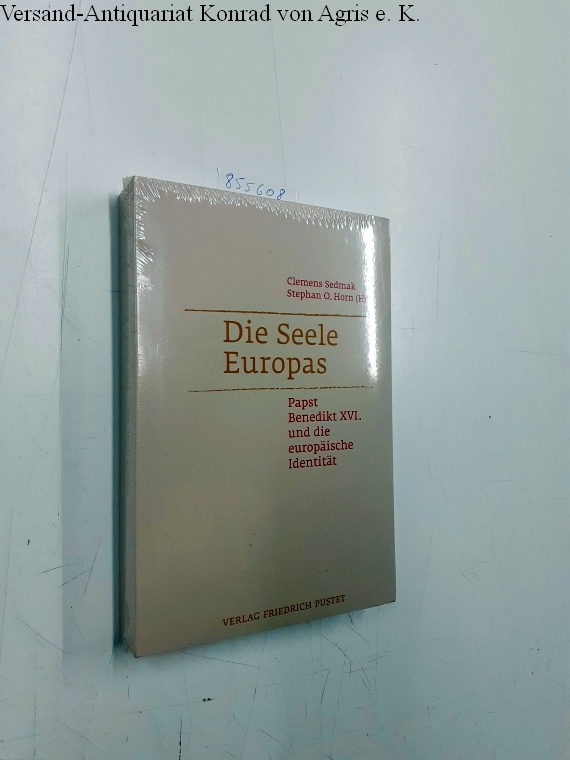 Versand-Antiquariat Konrad von Agris e. K.
855608
Clemens Sedmak
Stephan O. Horn
Die Seele
Europas
Papst
Benedikt XVI.
und die
europäische
Identität
VERLAG FRIEDRICH PUSTET